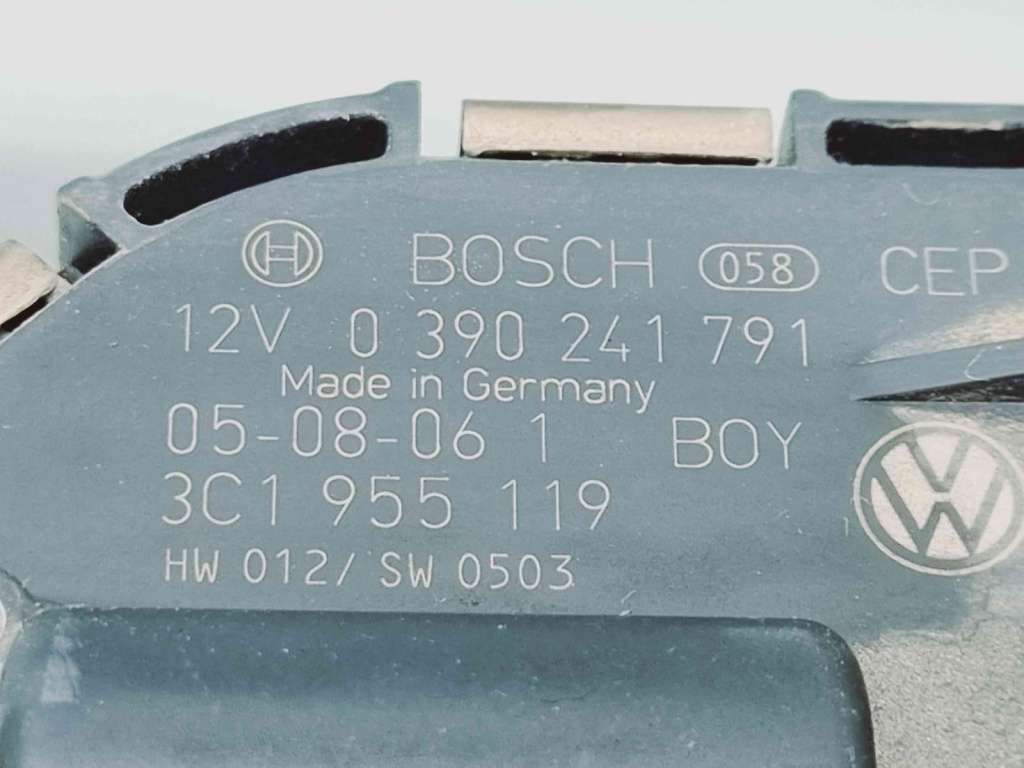 BOSCH 058 CEP
12V 0 390 241 791
Made in Germany
05-08-06 1 BOY
3C1 955 119
HW 012/ SW 0503